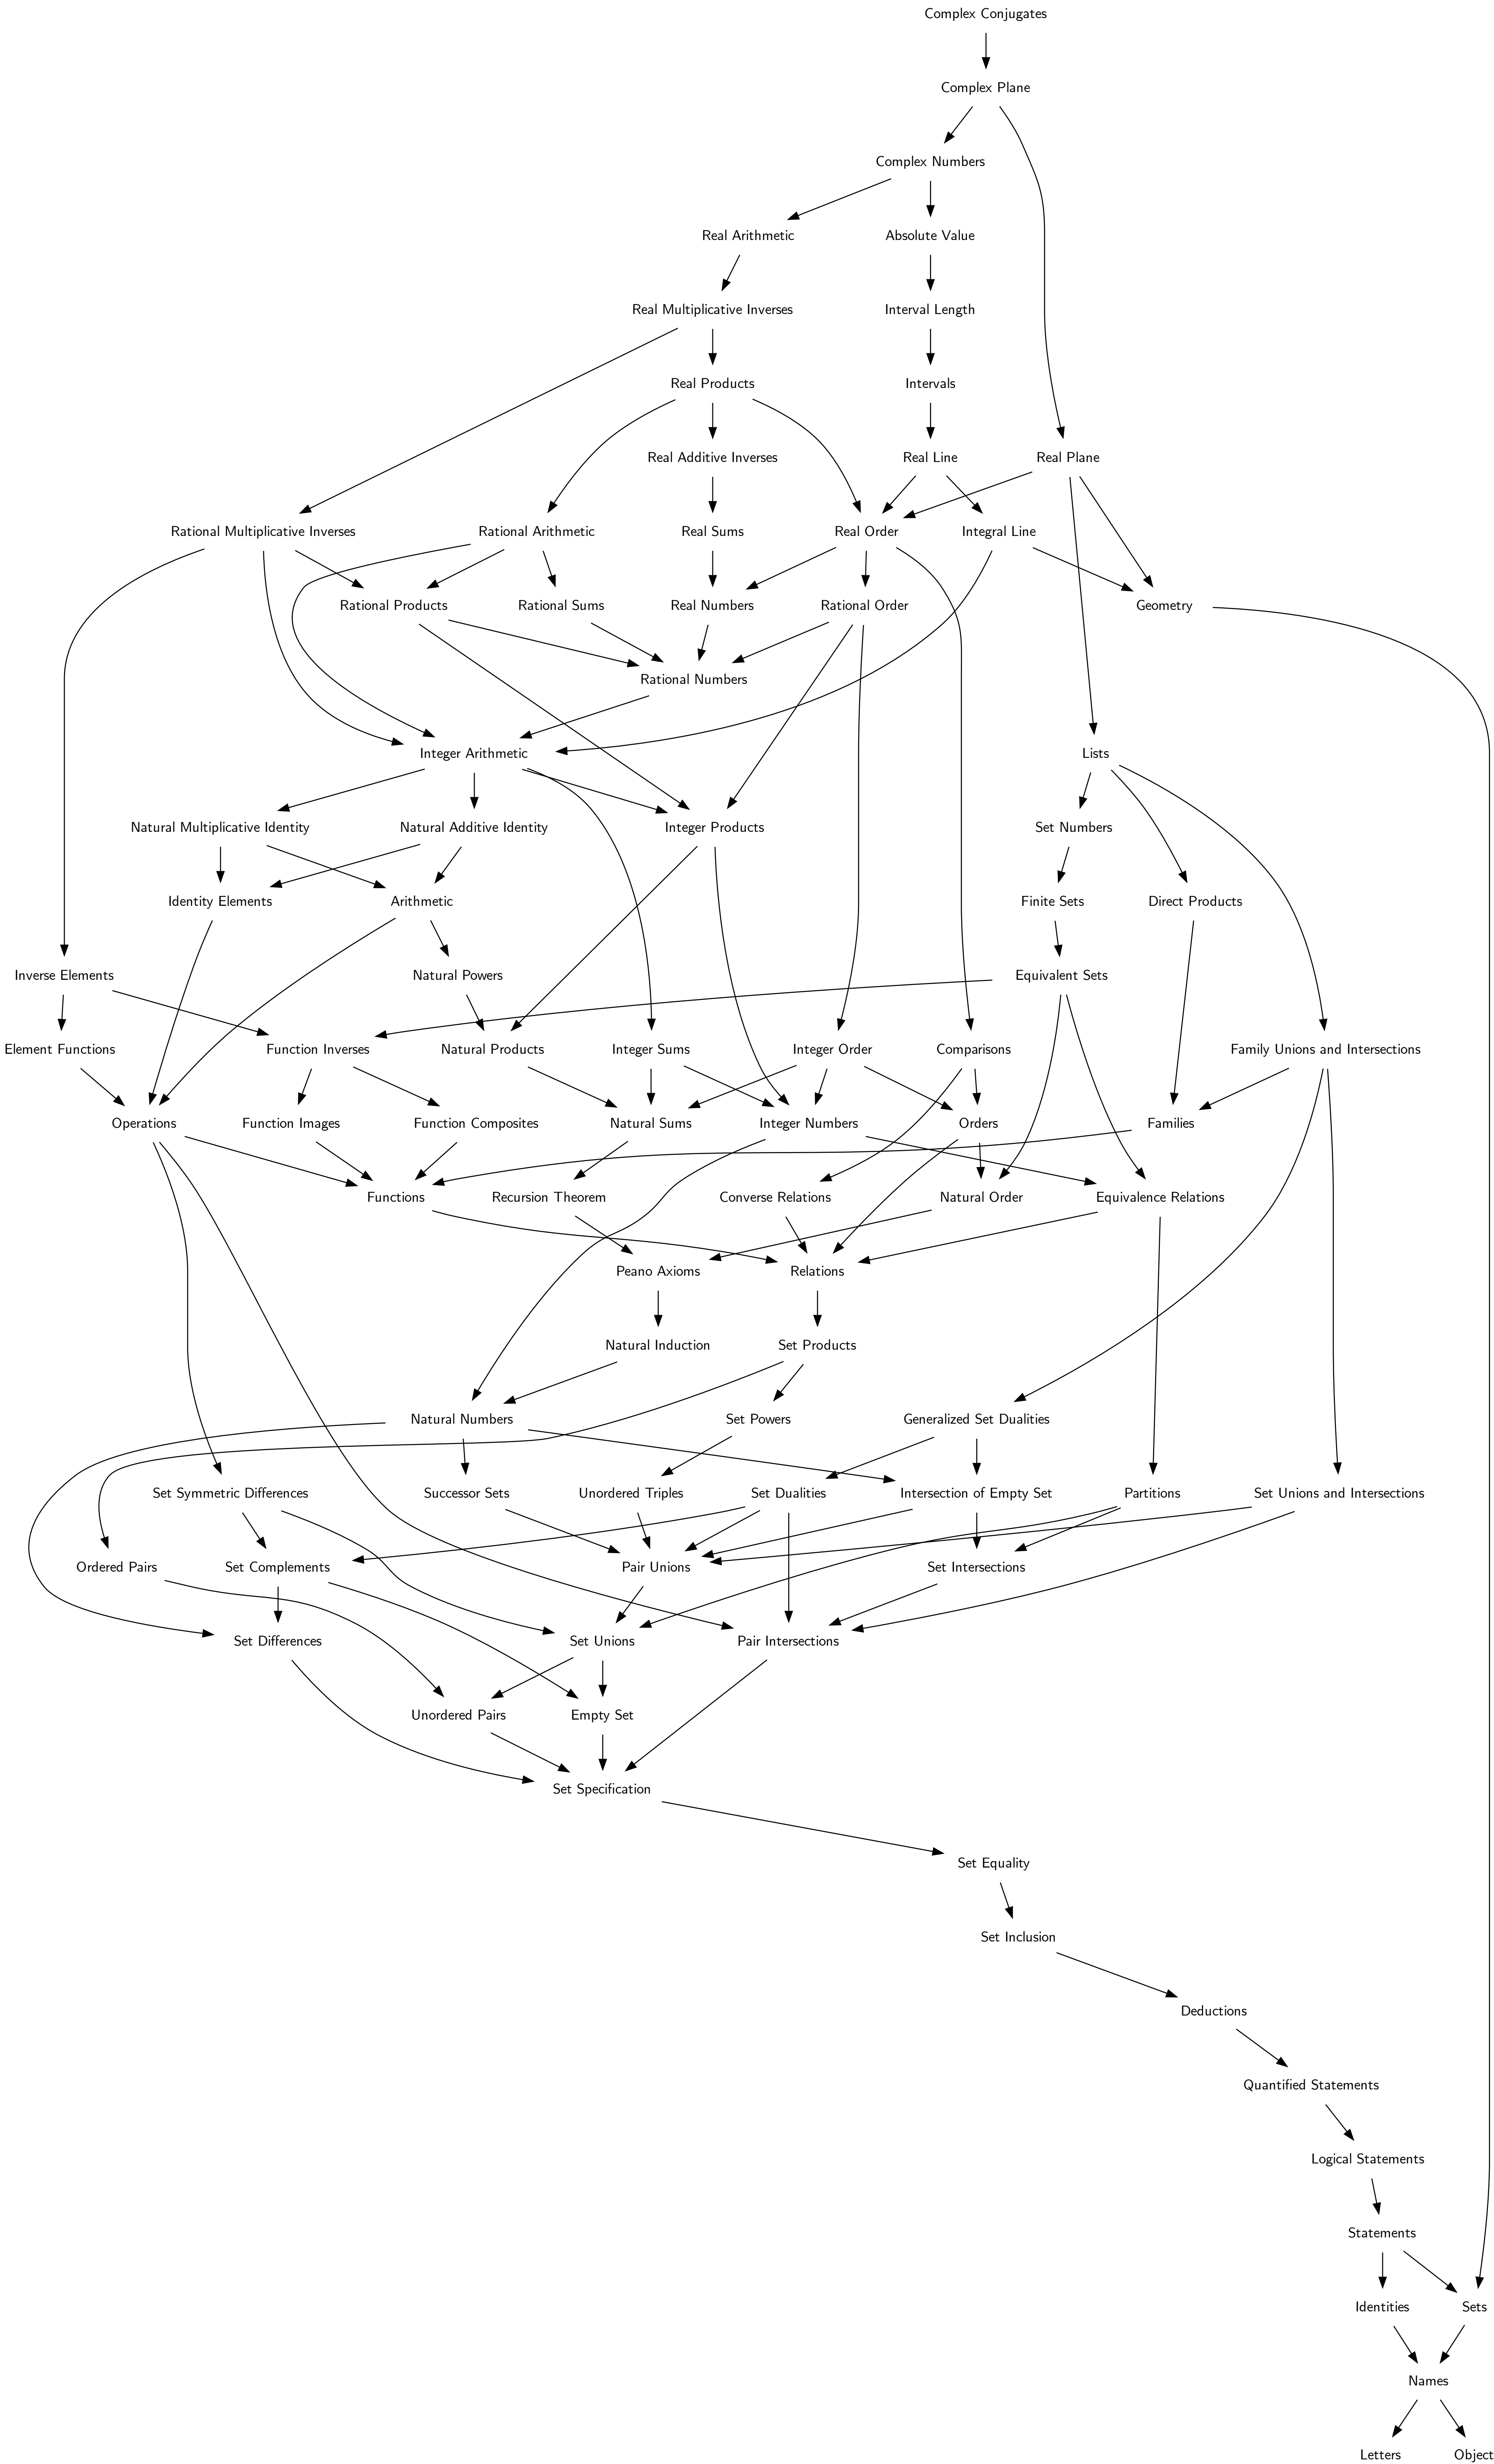 Complex Conjugates
Complex Plane
Complex Numbers
Real Arithmetic
Absolute Value
Real Multiplicative Inverses
Interval Length
Real Products
Intervals
Real Additive Inverses
Real Line
Real Plane
Rational Multiplicative Inverses
Rational Arithmetic
Real Sums
Real Order
Integral Line
Rational Products
Rational Sums
Real Numbers
Rational Order
Geometry
Rational Numbers
Integer Arithmetic
Lists
Natural Multiplicative Identity
Natural Additive Identity
Integer Products
Set Numbers
Identity Elements
Arithmetic
Finite Sets
Direct Products
Inverse Elements
Natural Powers
Equivalent Sets
Element Functions
Function Inverses
Natural Products
Integer Sums
Integer Order
Comparisons
Family Unions and Intersections
Operations
Function Images
Function Composites
Natural Sums
Integer Numbers
Orders
Families
Functions
Recursion Theorem
Converse Relations
Natural Order
Equivalence Relations
Peano Axioms
Relations
Natural Induction
Set Products
Natural Numbers
Set Powers
Generalized Set Dualities
Set Symmetric Differences
Successor Sets
Unordered Triples
Set Dualities
Intersection of Empty Set
Partitions
Set Unions and Intersections
Ordered Pairs
Set Complements
Pair Unions
Set Intersections
Set Differences
Set Unions
Pair Intersections
Unordered Pairs
Empty Set
Set Specification
Set Equality
Set Inclusion
Deductions
Quantified Statements
Logical Statements
Statements
Identities
Sets
Names
Letters
Object